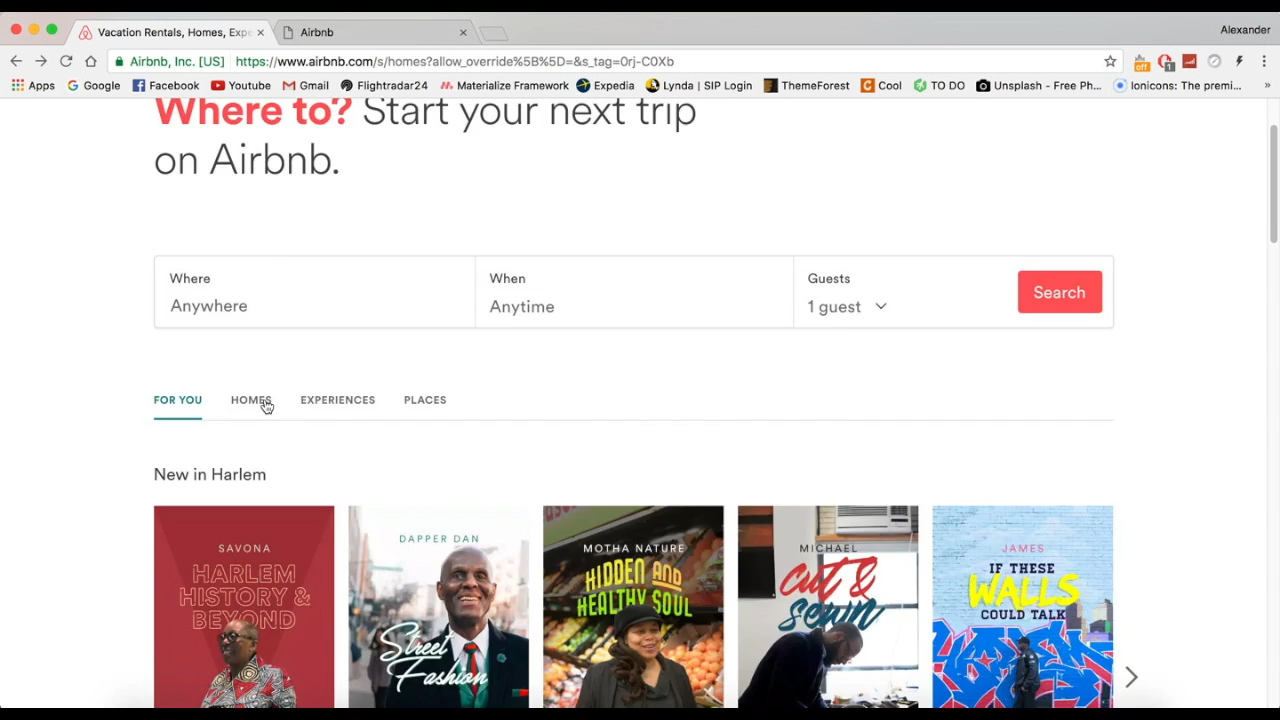 Alexander
Vacation Rentals, Homes, Expe
Airbnb
Airbnb, Inc. [US]
https://www.airbnb.com/s/homes?allow_override%5B%5D=&s_tag=0rj-C0Xb
off
1
Apps
Google
Facebook
Youtube
Gmail
Flightradar24
Materialize Framework
Expedia
Lynda | SIP Login
ThemeForest
Cool
TO DO
Unsplash - Free Ph...
Ionicons: The premi...
»
Where to? Start your next trip
on Airbnb.
Where
When
Guests
Anywhere
Anytime
1 guest
Search
FOR YOU
HOMES
EXPERIENCES
PLACES
New in Harlem
SAVONA
HARLEM
HISTORY &
BEYOND
DAPPER DAN
Street
Fashion
MOTHA NATURE
HIDDEN AND
HEALTHY SOUL
MICHAEL
cut &
sewn
JAMES
IF THESE
WALLS
COULD TALK